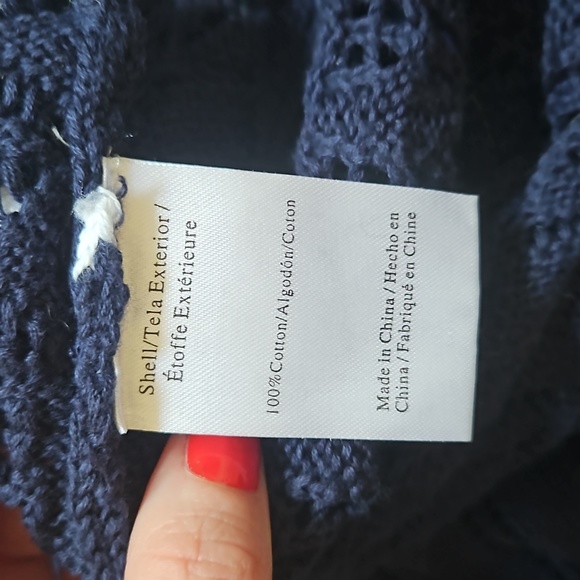 Shell/Tela Exterior/
Étoffe Extérieure
100%Cotton/Algodón/Coton
Made in China/Hecho en
China/Fabriqué en Chine